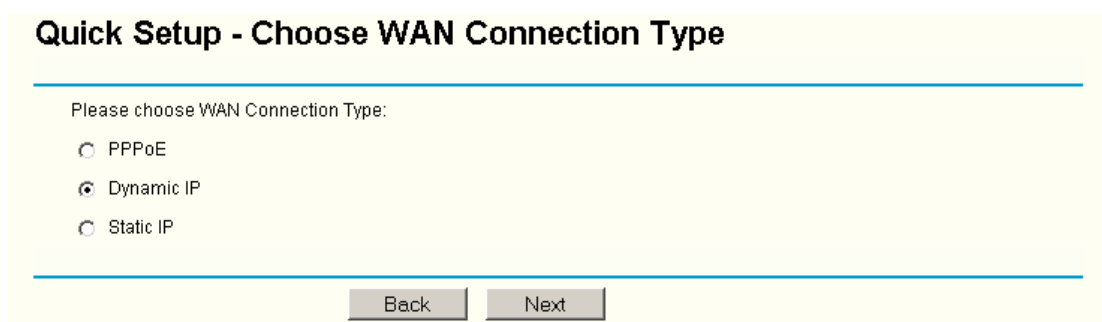 Quick Setup - Choose WAN Connection Type
Please choose WAN Connection Type:
PPPoE
Dynamic IP
Static IP
Back Next